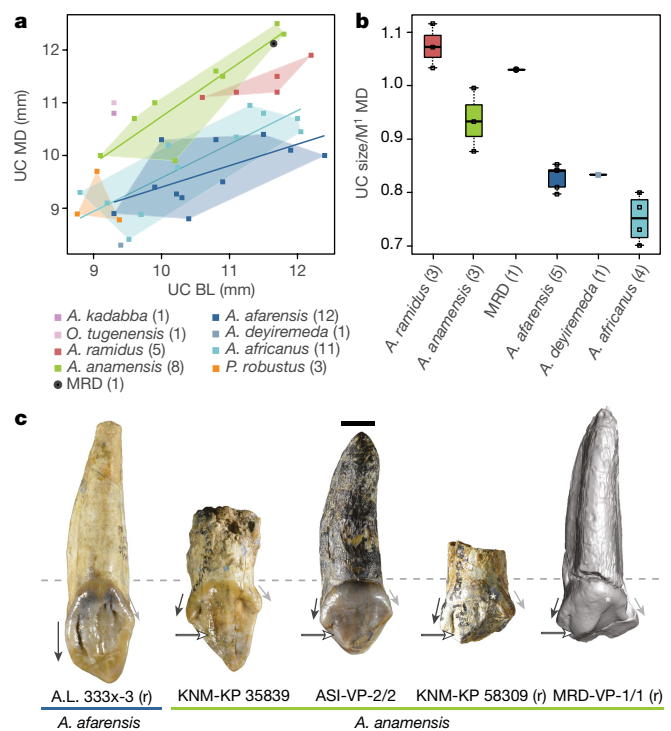 a
UC MD (mm)
12
11
10
9
9 10 11 12
UC BL (mm)
A. kadabba (1)
O. tugenensis (1)
A. ramidus (5)
A. anamensis (8)
MRD (1)
A. afarensis (12)
A. deyiremeda (1)
A. africanus (11)
P. robustus (3)
b
UC size/M¹ MD
1.1
1.0
0.9
0.8
0.7
A. ramidus (3)
A. anamensis (3)
MRD (1)
A. afarensis (5)
A. deyiremeda (1)
A. africanus (4)
c
A.L. 333x-3 (r) KNM-KP 35839 ASI-VP-2/2 KNM-KP 58309 (r) MRD-VP-1/1 (r)
A. afarensis A. anamensis